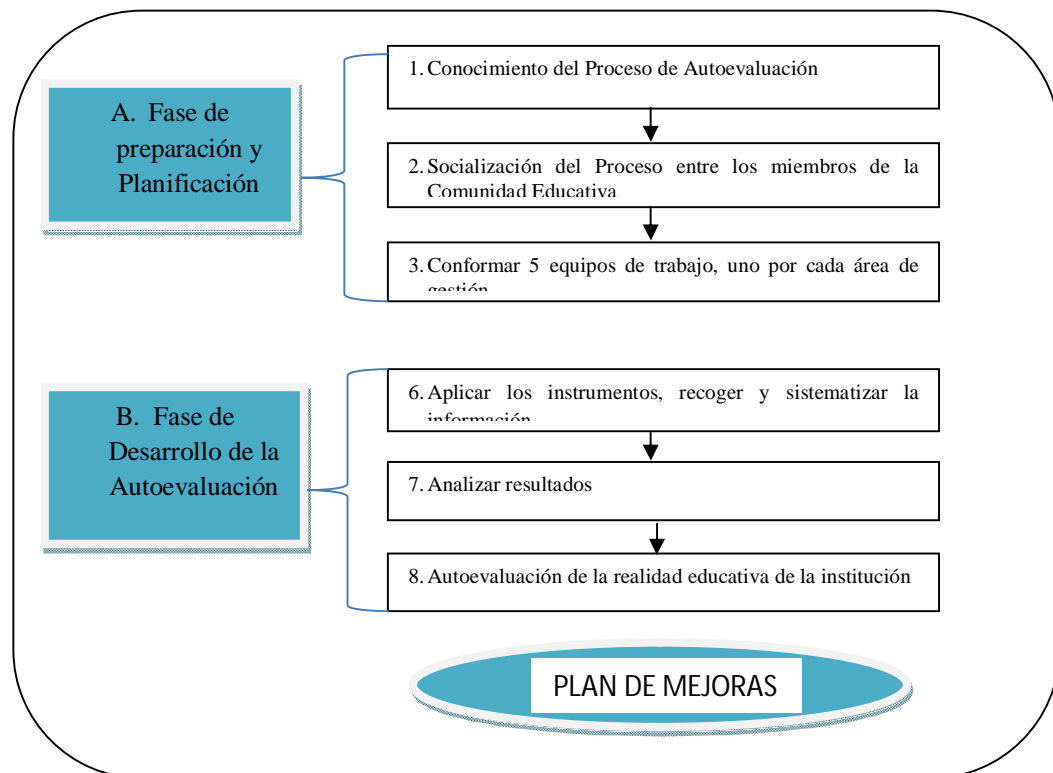 A. Fase de
preparación y
Planificación
1. Conocimiento del Proceso de Autoevaluación
2. Socialización del Proceso entre los miembros de la
Comunidad Educativa
3. Conformar 5 equipos de trabajo, uno por cada área de
gestión
B. Fase de
Desarrollo de la
Autoevaluación
6. Aplicar los instrumentos, recoger y sistematizar la
información
7. Analizar resultados
8. Autoevaluación de la realidad educativa de la institución
PLAN DE MEJORAS